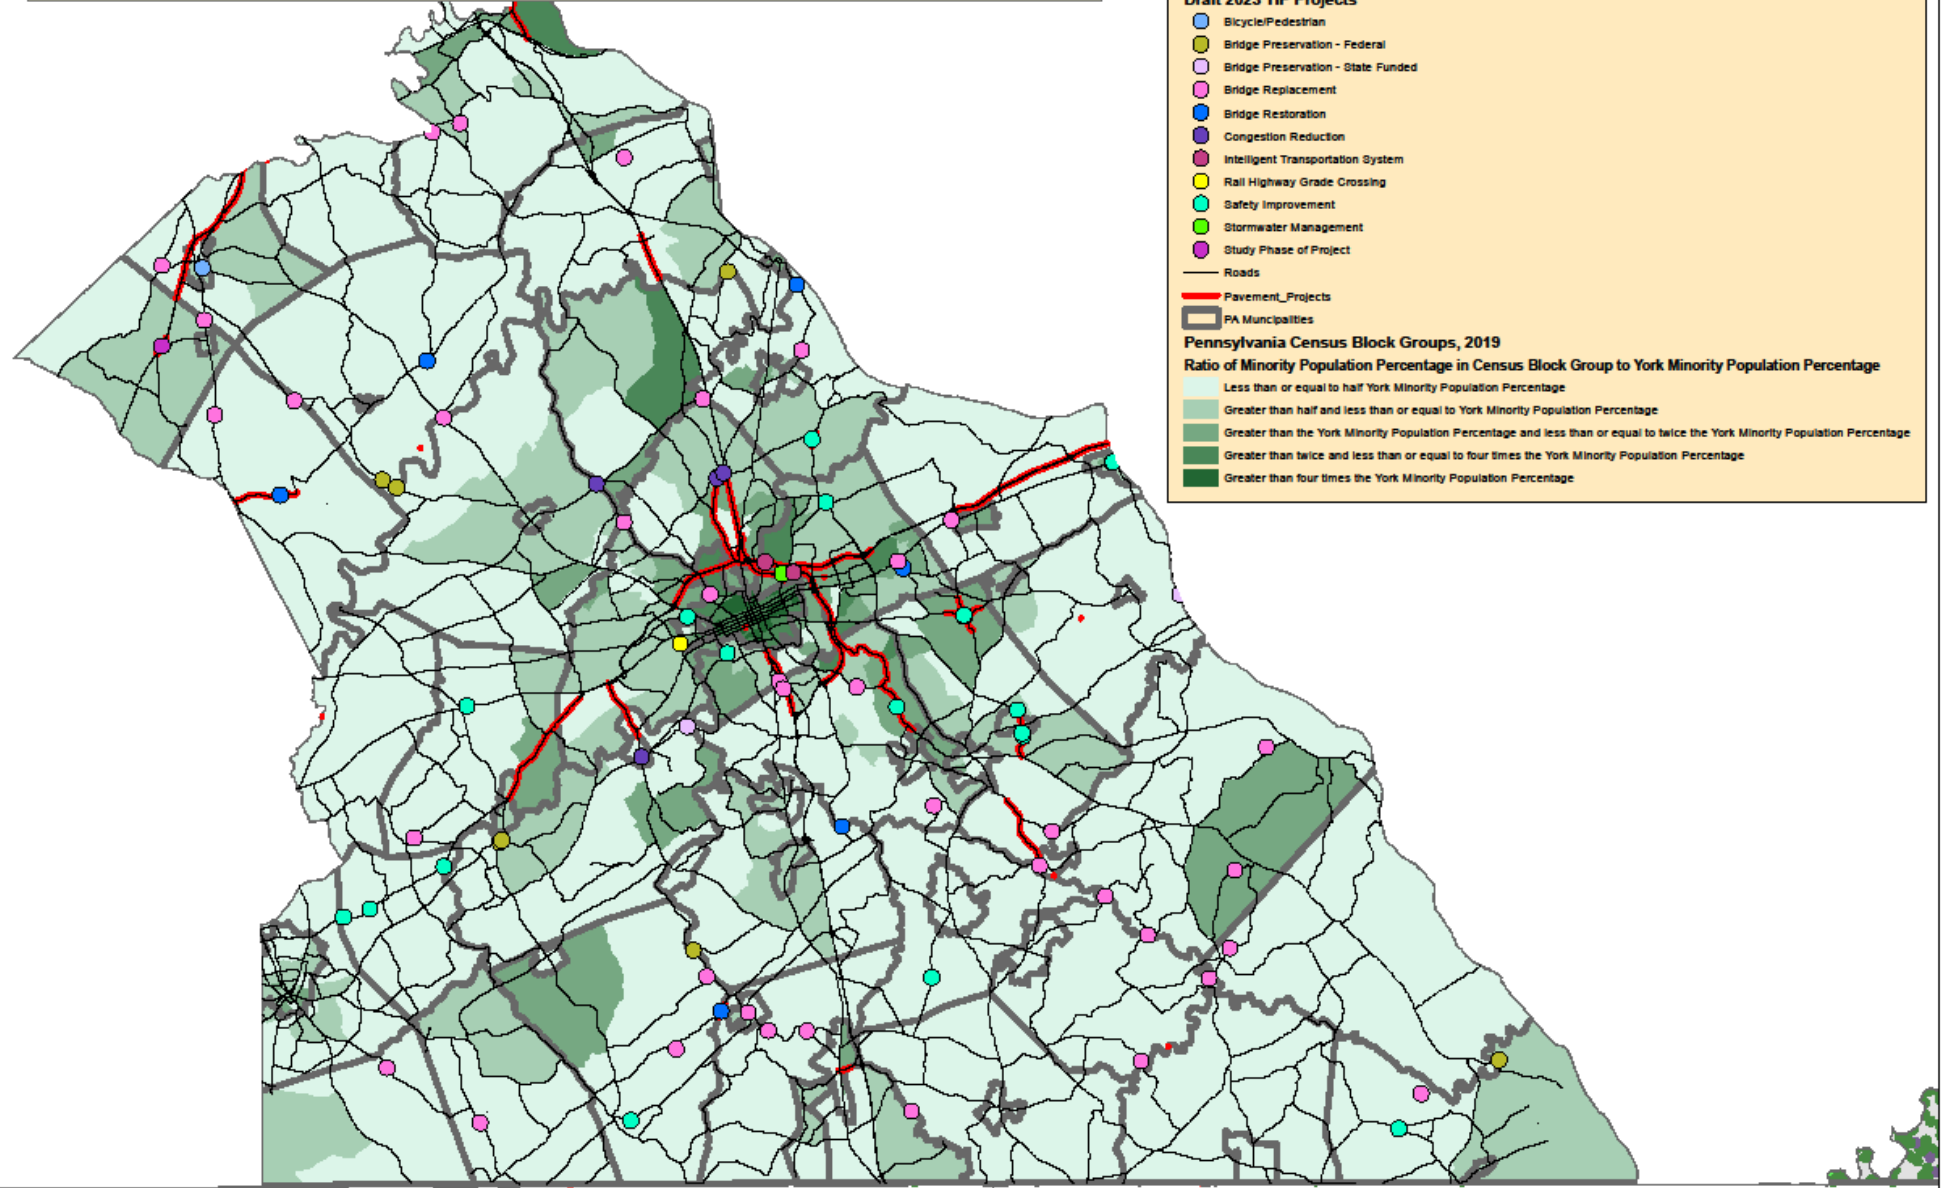 Draft 2023 TIP Projects
Bicycle/Pedestrian
Bridge Preservation - Federal
Bridge Preservation - State Funded
Bridge Replacement
Bridge Restoration
Congestion Reduction
Intelligent Transportation System
Rail Highway Grade Crossing
Safety Improvement
Stormwater Management
Study Phase of Project
Roads
Pavement_Projects
PA Muncipalities
Pennsylvania Census Block Groups, 2019
Ratio of Minority Population Percentage in Census Block Group to York Minority Population Percentage
Less than or equal to half York Minority Population Percentage
Greater than half and less than or equal to York Minority Population Percentage
Greater than the York Minority Population Percentage and less than or equal to twice the York Minority Population Percentage
Greater than twice and less than or equal to four times the York Minority Population Percentage
Greater than four times the York Minority Population Percentage